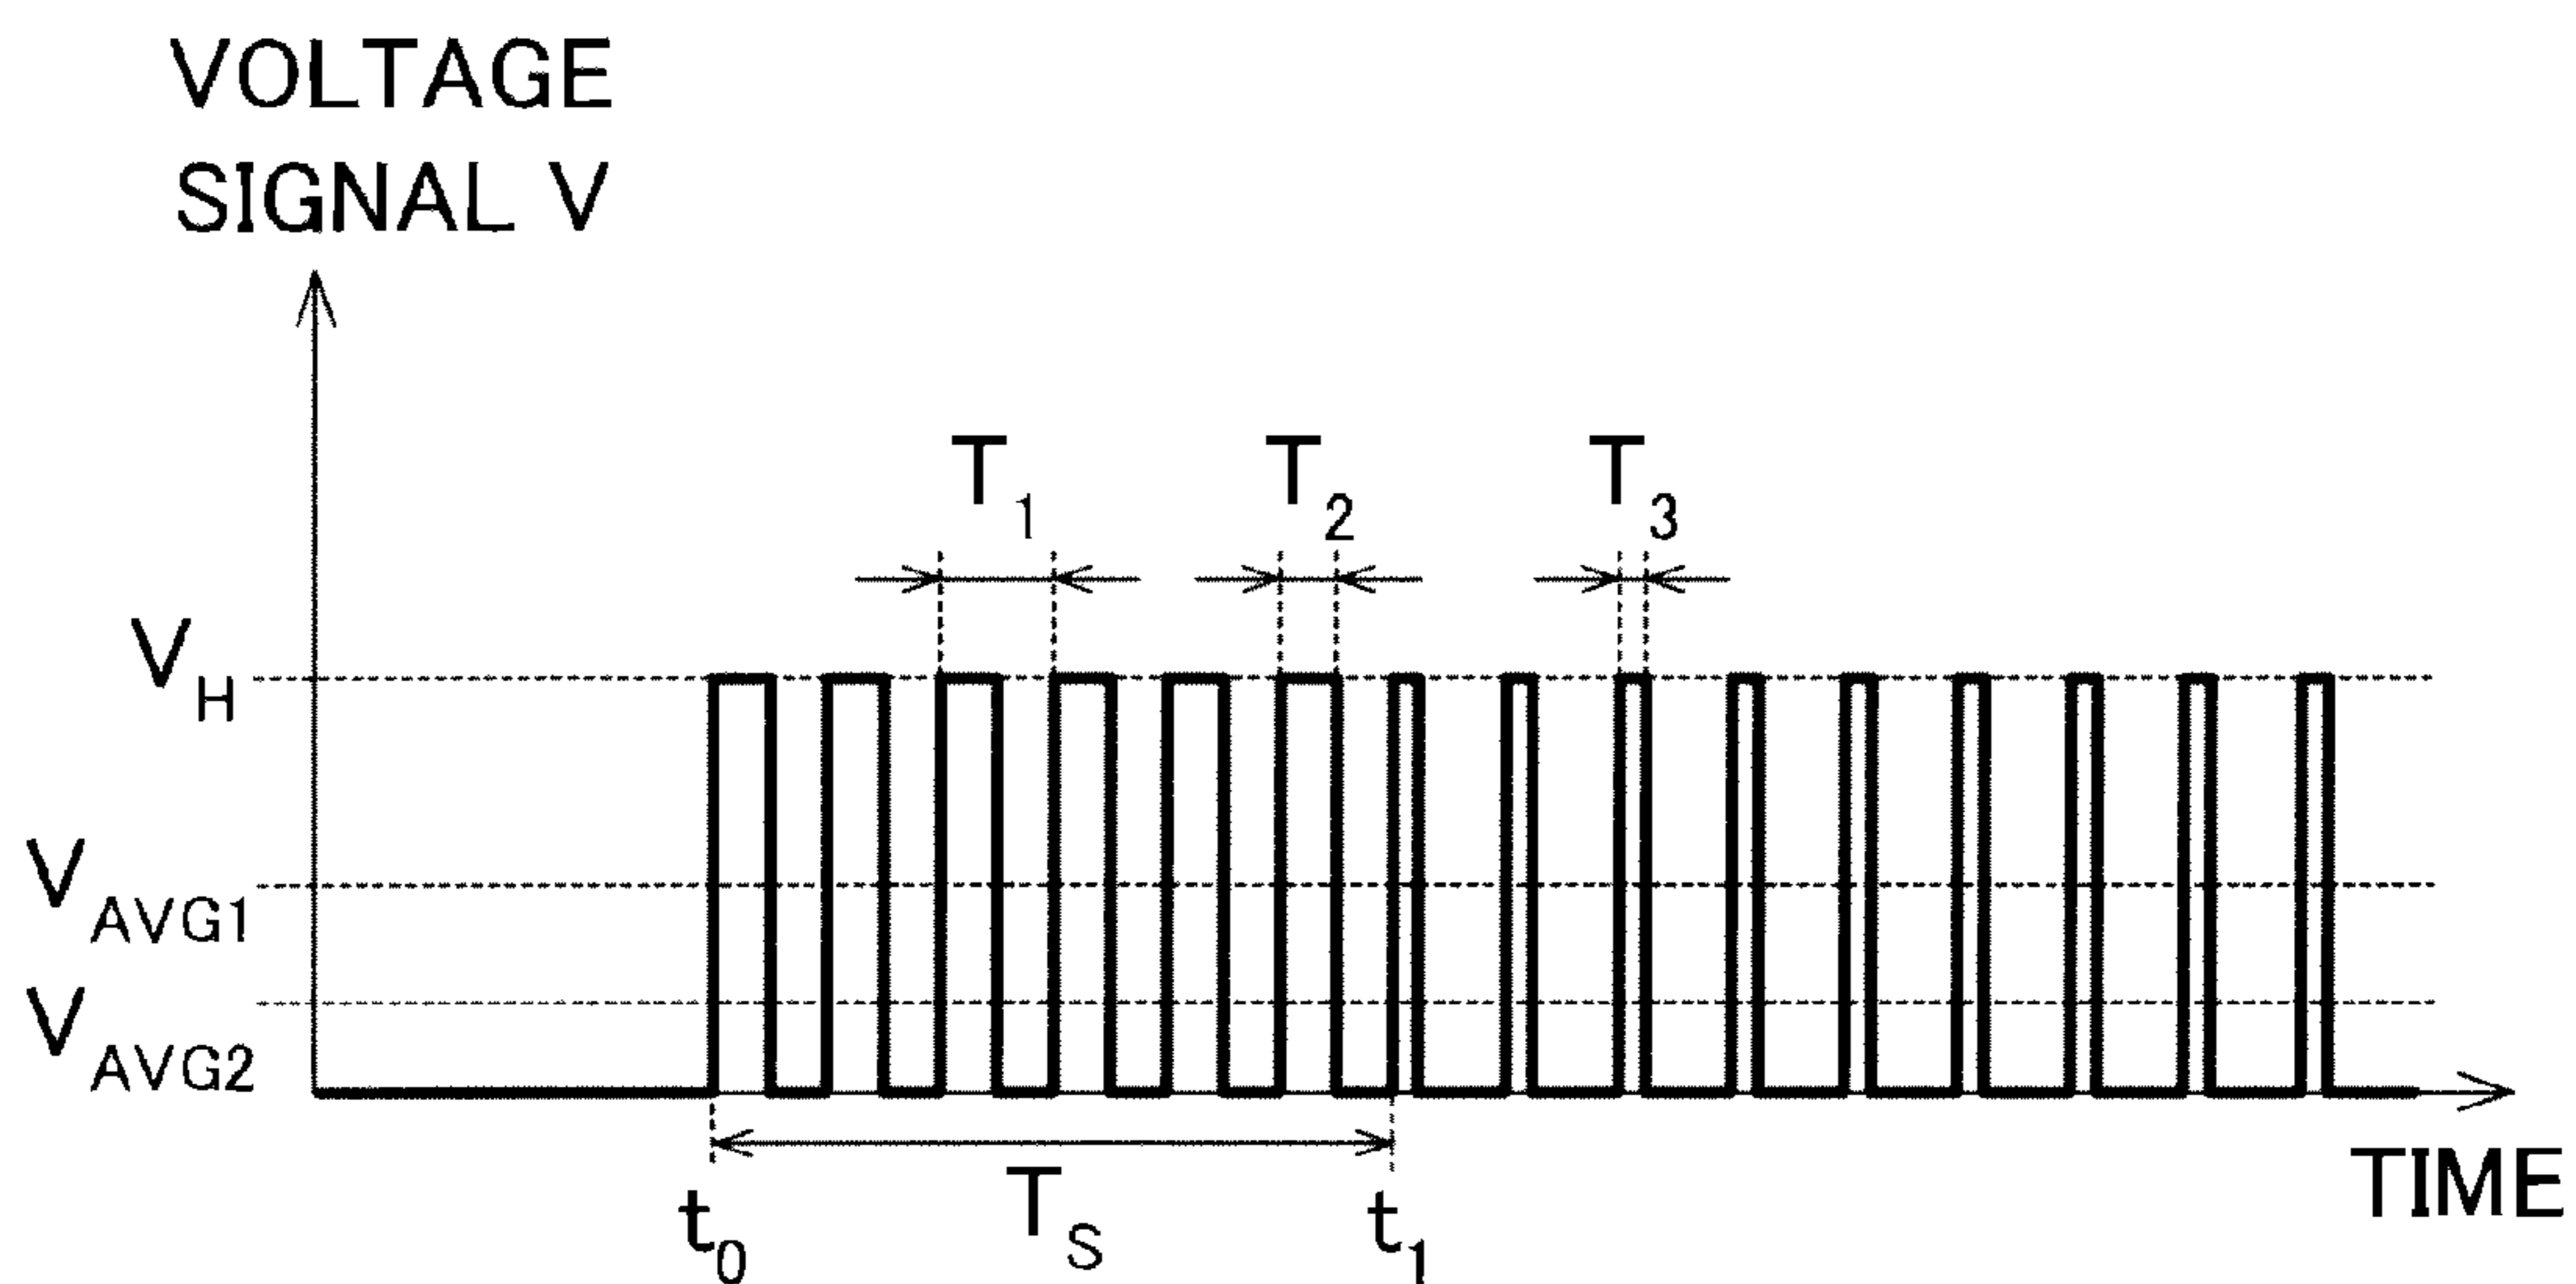 VOLTAGE
SIGNAL V
T1
T2
T3
VH
VAVG1
VAVG2
TIME
TS
t0
t1